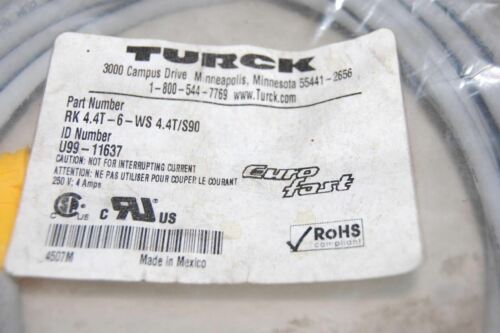 TURCK
3000 Campus Drive Minneapolis, Minnesota 55441-2656
1-800-544-7769 www.Turck.com
Part Number
RK 4.4T-6-WS 4.4T/S90
ID Number
U99-11637
CAUTION: NOT FOR INTERRUPTING CURRENT
ATTENTION: NE PAS UTILISER POUR COUPER LE COURANT
250 V: 4 Amps
Euro
fast
C US
RoHS
compliant
4507M
Made in Mexico